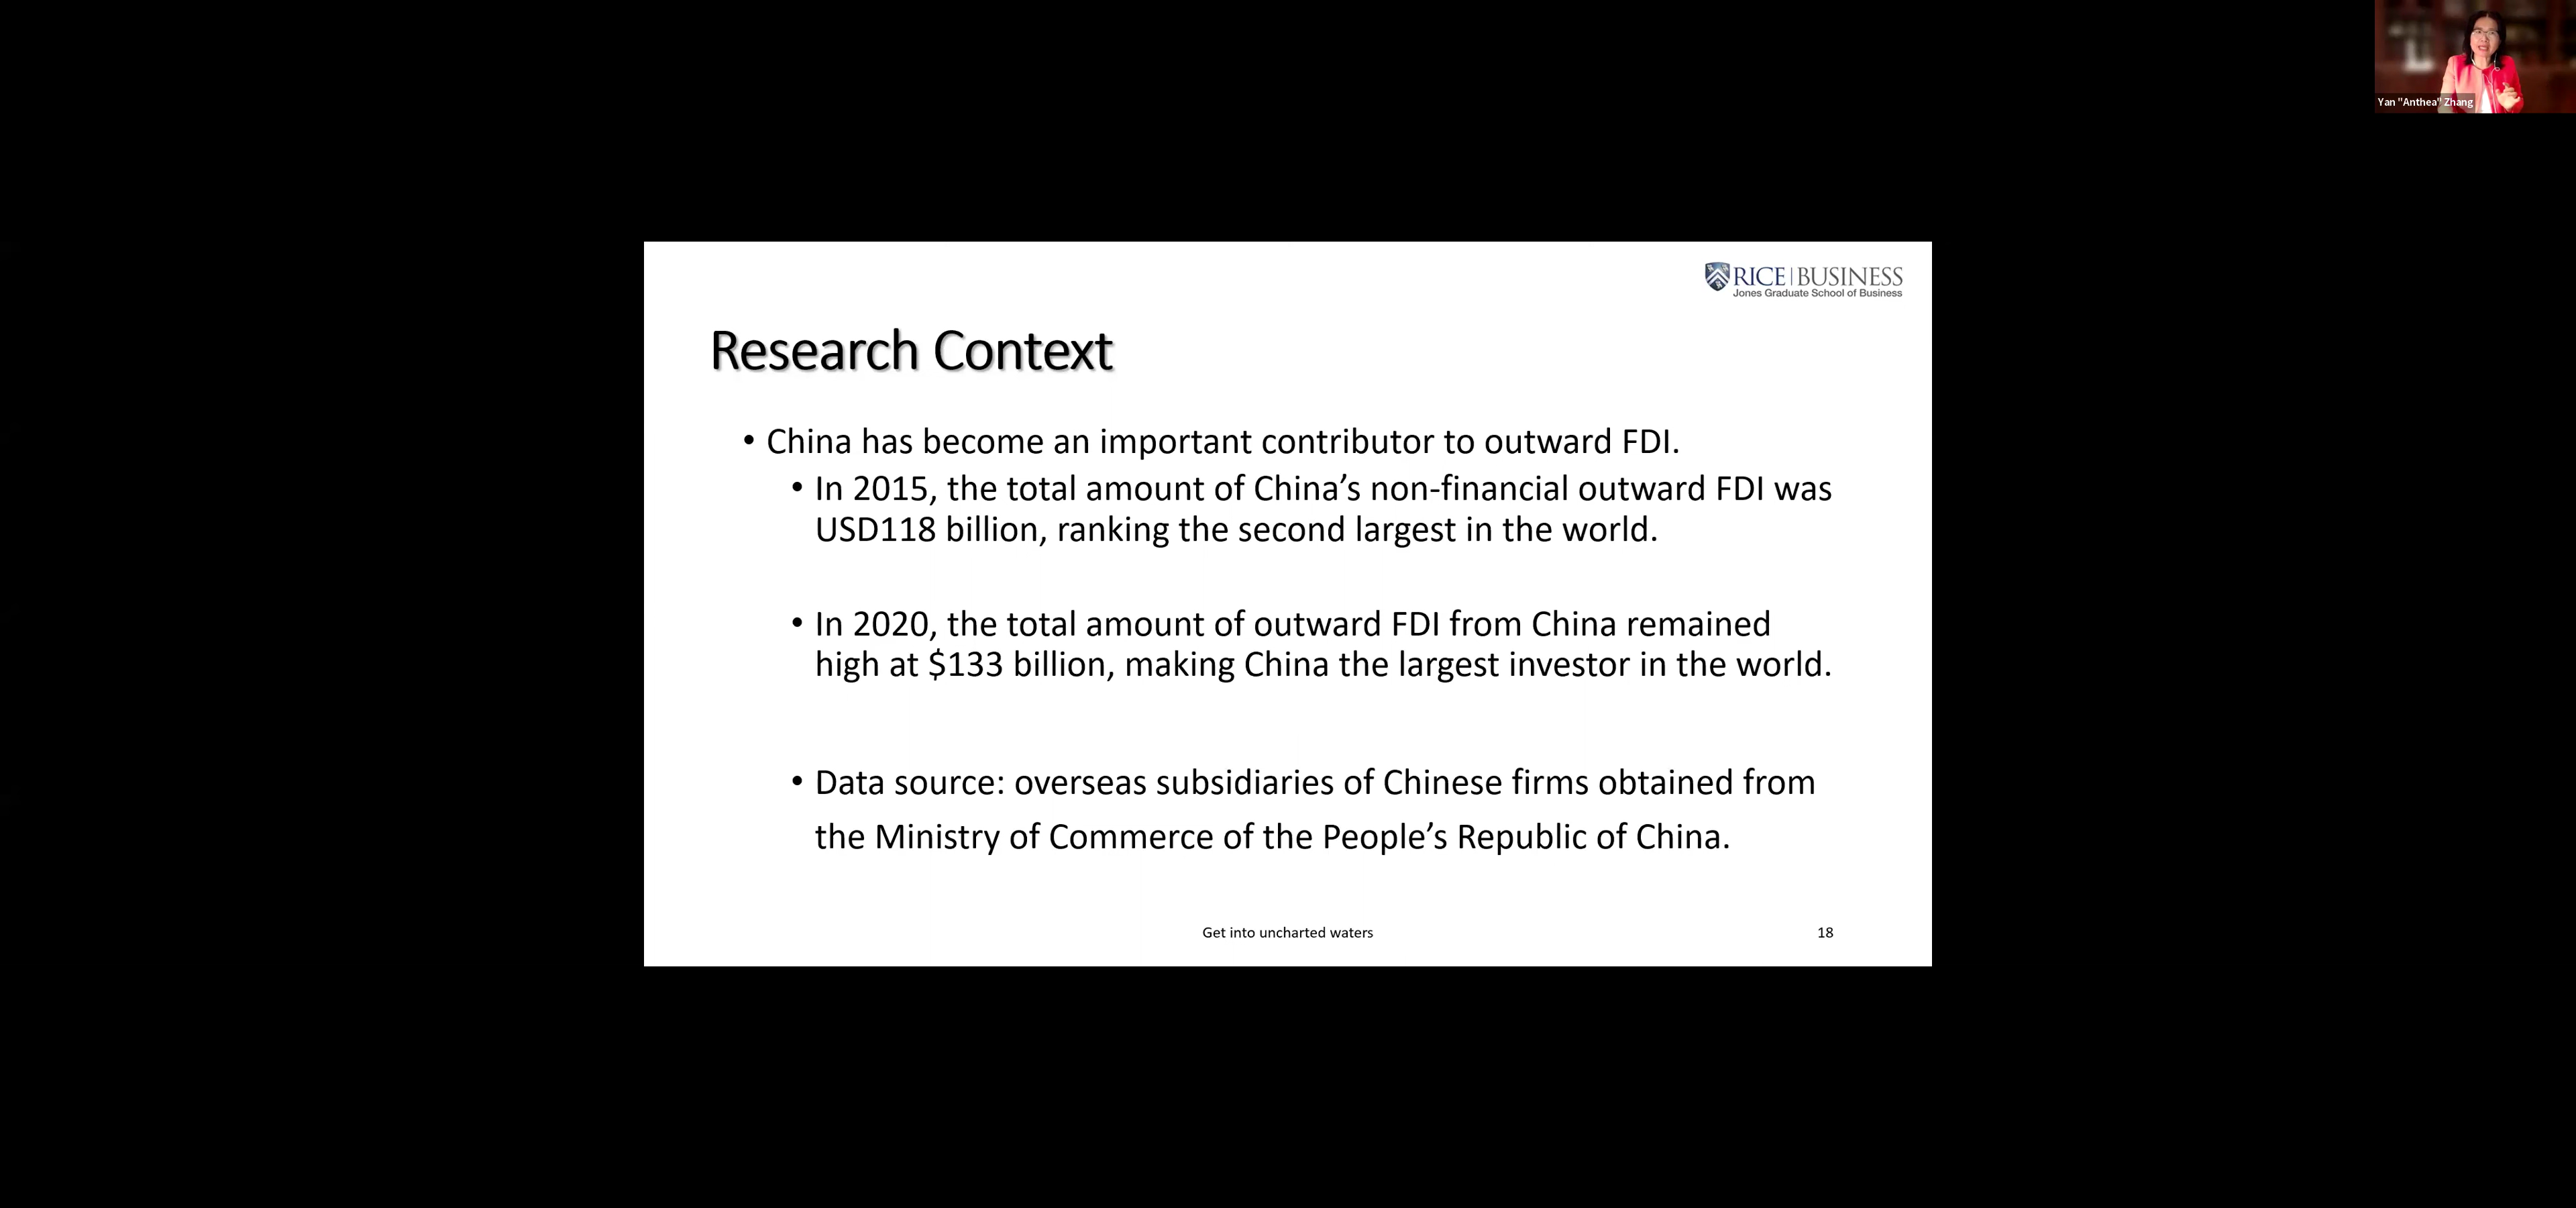 Yan "Anthea" Zhang
RICE | BUSINESS
Jones Graduate School of Business
Research Context
• China has become an important contributor to outward FDI.
• In 2015, the total amount of China’s non-financial outward FDI was
USD118 billion, ranking the second largest in the world.
• In 2020, the total amount of outward FDI from China remained
high at $133 billion, making China the largest investor in the world.
• Data source: overseas subsidiaries of Chinese firms obtained from
the Ministry of Commerce of the People’s Republic of China.
Get into uncharted waters
18